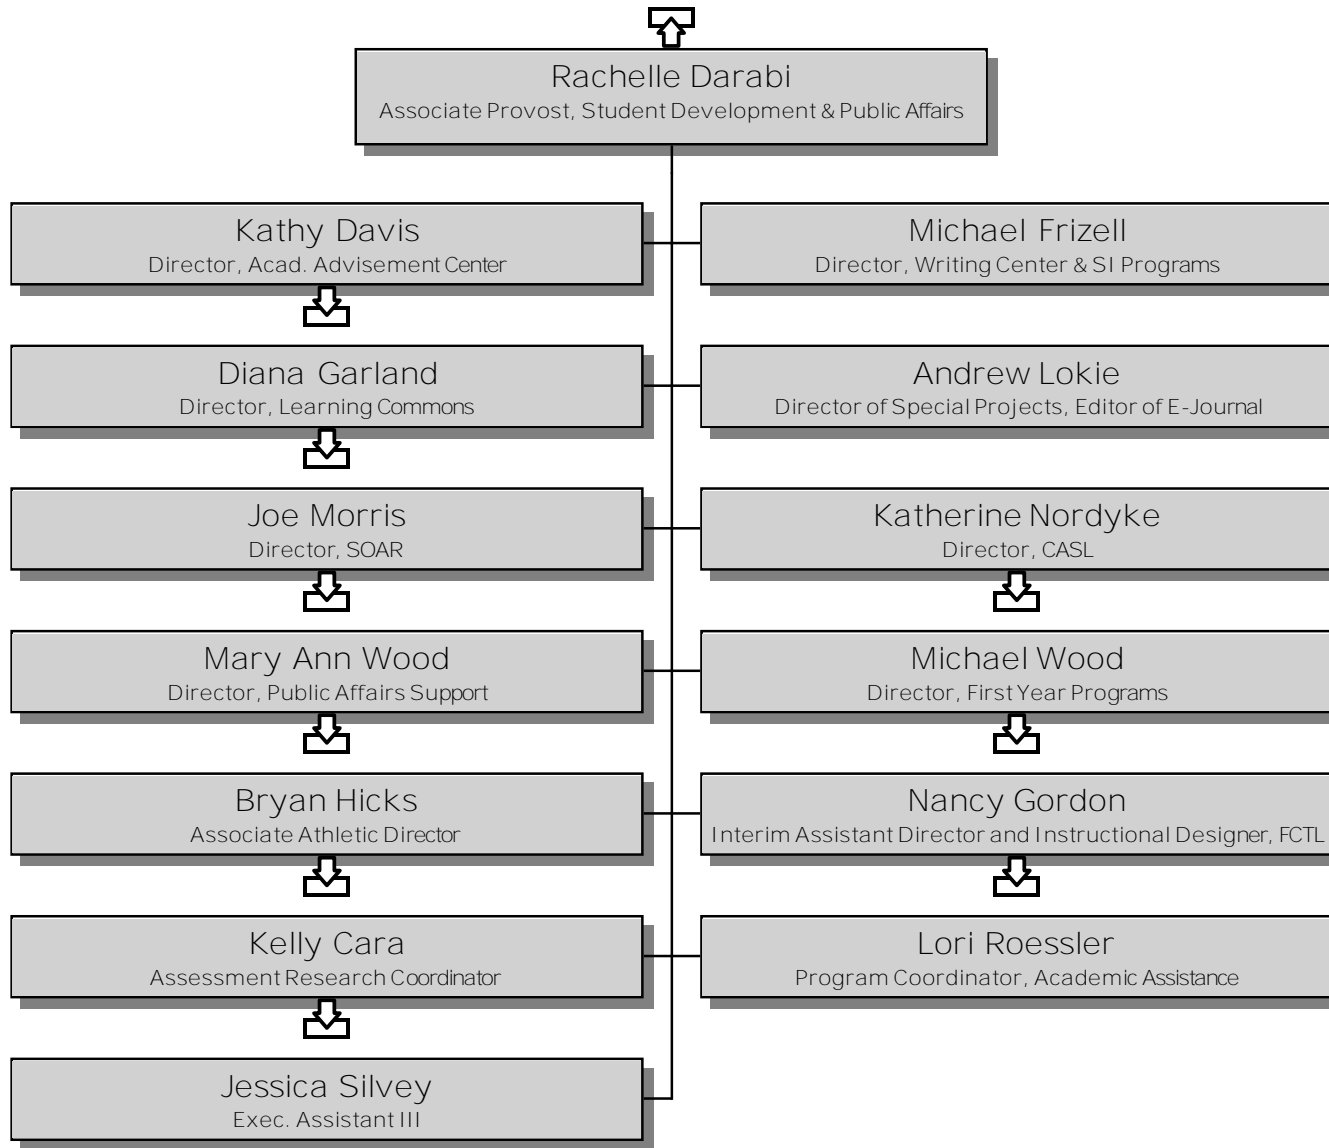 Rachelle Darabi
Associate Provost, Student Development & Public Affairs
Kathy Davis
Director, Acad. Advisement Center
Michael Frizell
Director, Writing Center & SI Programs
Diana Garland
Director, Learning Commons
Andrew Lokie
Director of Special Projects, Editor of E-Journal
Joe Morris
Director, SOAR
Katherine Nordyke
Director, CASL
Mary Ann Wood
Director, Public Affairs Support
Michael Wood
Director, First Year Programs
Bryan Hicks
Associate Athletic Director
Nancy Gordon
Interim Assistant Director and Instructional Designer, FCTL
Kelly Cara
Assessment Research Coordinator
Lori Roessler
Program Coordinator, Academic Assistance
Jessica Silvey
Exec. Assistant III